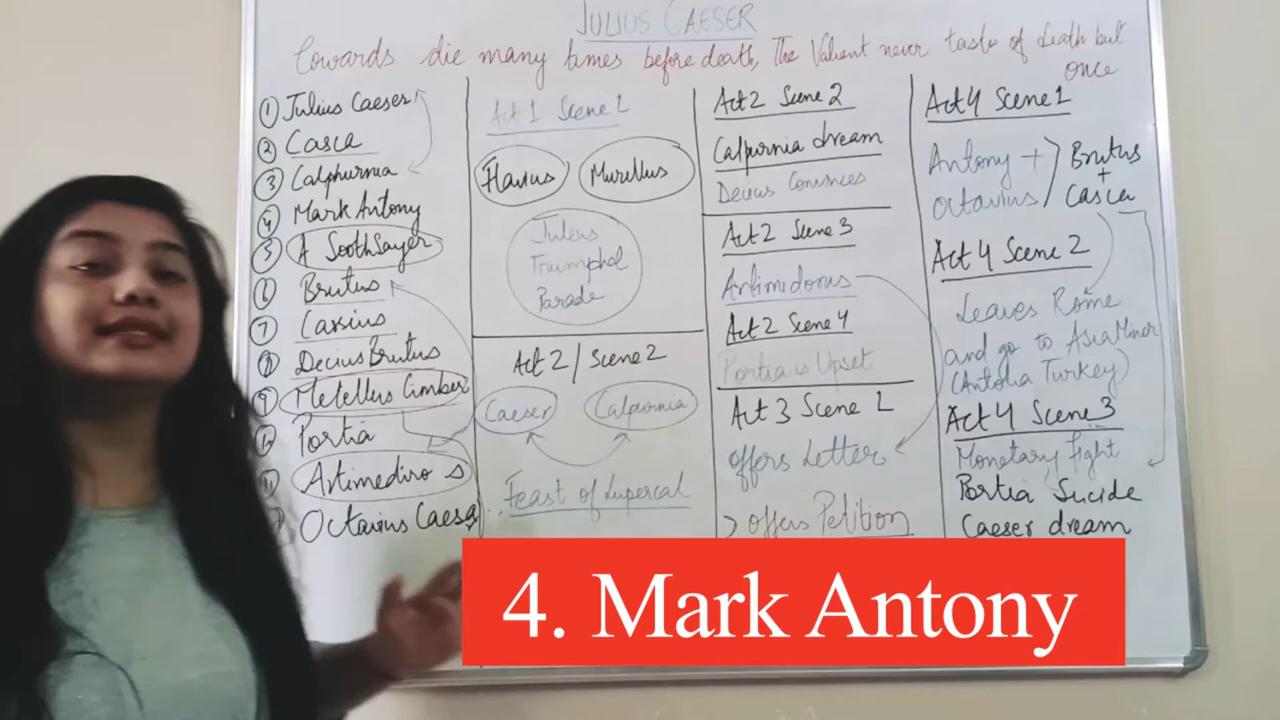 JULIUS CAESER
Cowards die many times before death, The Valiant never taste of death but
once
① Julius Caeser
② Casca
③ Calphurnia
④ Mark Antony
⑤ A Soothsayer
⑥ Brutus
⑦ Cassius
⑧ Decius Brutus
⑨ Metellus Cimber
Portia
Artimediro s
Octavius Caesar
Act 1 Scene 1
Flavius
Murellus
Julius
Triumphal
Parade
Act 2 / Scene 2
Caeser
Calpurnia
Feast of Lupercal
Act 2 Scene 2
Calpurnia dream
Decius Convinces
Act 2 Scene 3
Artimidorus
Act 2 Scene 4
Portia is Upset
Act 3 Scene 1
offers Letter
offers Petition
Act 4 Scene 1
Antony +
Octavius
Brutus
+
Casca
Act 4 Scene 2
Leaves Rome
and go to Asia Minor
(Antolia Turkey)
Act 4 Scene 3
Monetary fight
Portia Sucide
Caeser dream
4. Mark Antony